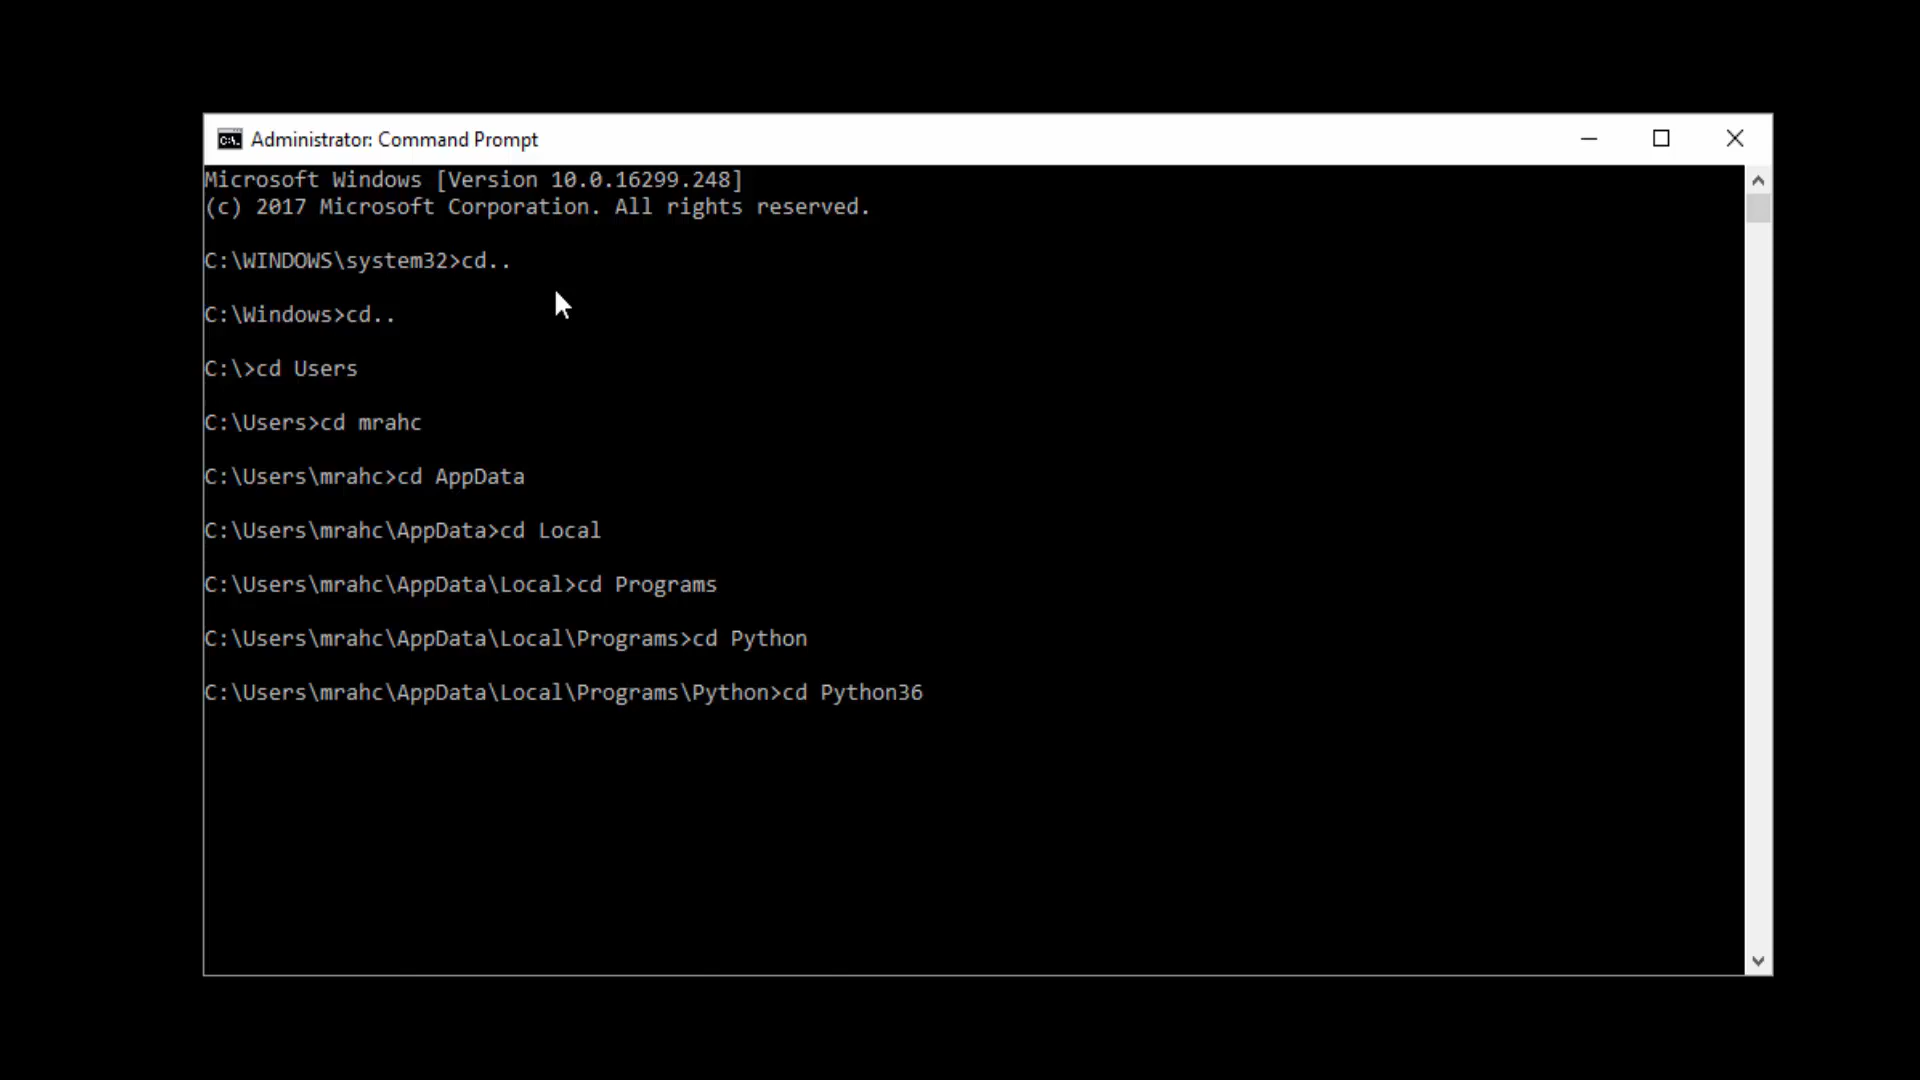 Administrator: Command Prompt
Microsoft Windows [Version 10.0.16299.248]
(c) 2017 Microsoft Corporation. All rights reserved.
C:\WINDOWS\system32>cd..
C:\Windows>cd..
C:\>cd Users
C:\Users>cd mrahc
C:\Users\mrahc>cd AppData
C:\Users\mrahc\AppData>cd Local
C:\Users\mrahc\AppData\Local>cd Programs
C:\Users\mrahc\AppData\Local\Programs>cd Python
C:\Users\mrahc\AppData\Local\Programs\Python>cd Python36